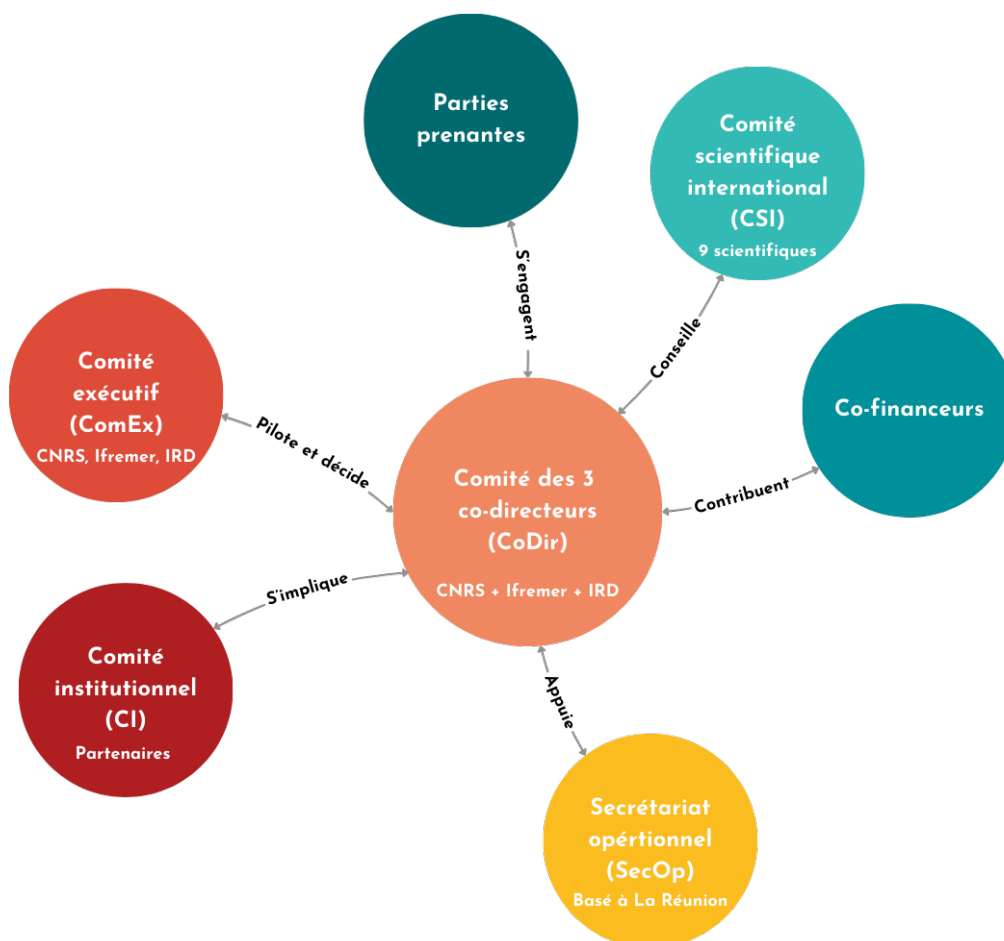 Parties
prenantes
Comité
scientifique
international
(CSI)
9 scientifiques
S'engagent
Conseille
Comité
exécutif
(ComEx)
CNRS, Ifremer, IRD
Co-financeurs
Pilote et décide
Comité des 3
co-directeurs
(CoDir)
CNRS + Ifremer + IRD
Contribuent
S'implique
Comité
institutionnel
(CI)
Partenaires
Appuie
Secrétariat
opértionnel
(SecOp)
Basé à La Réunion